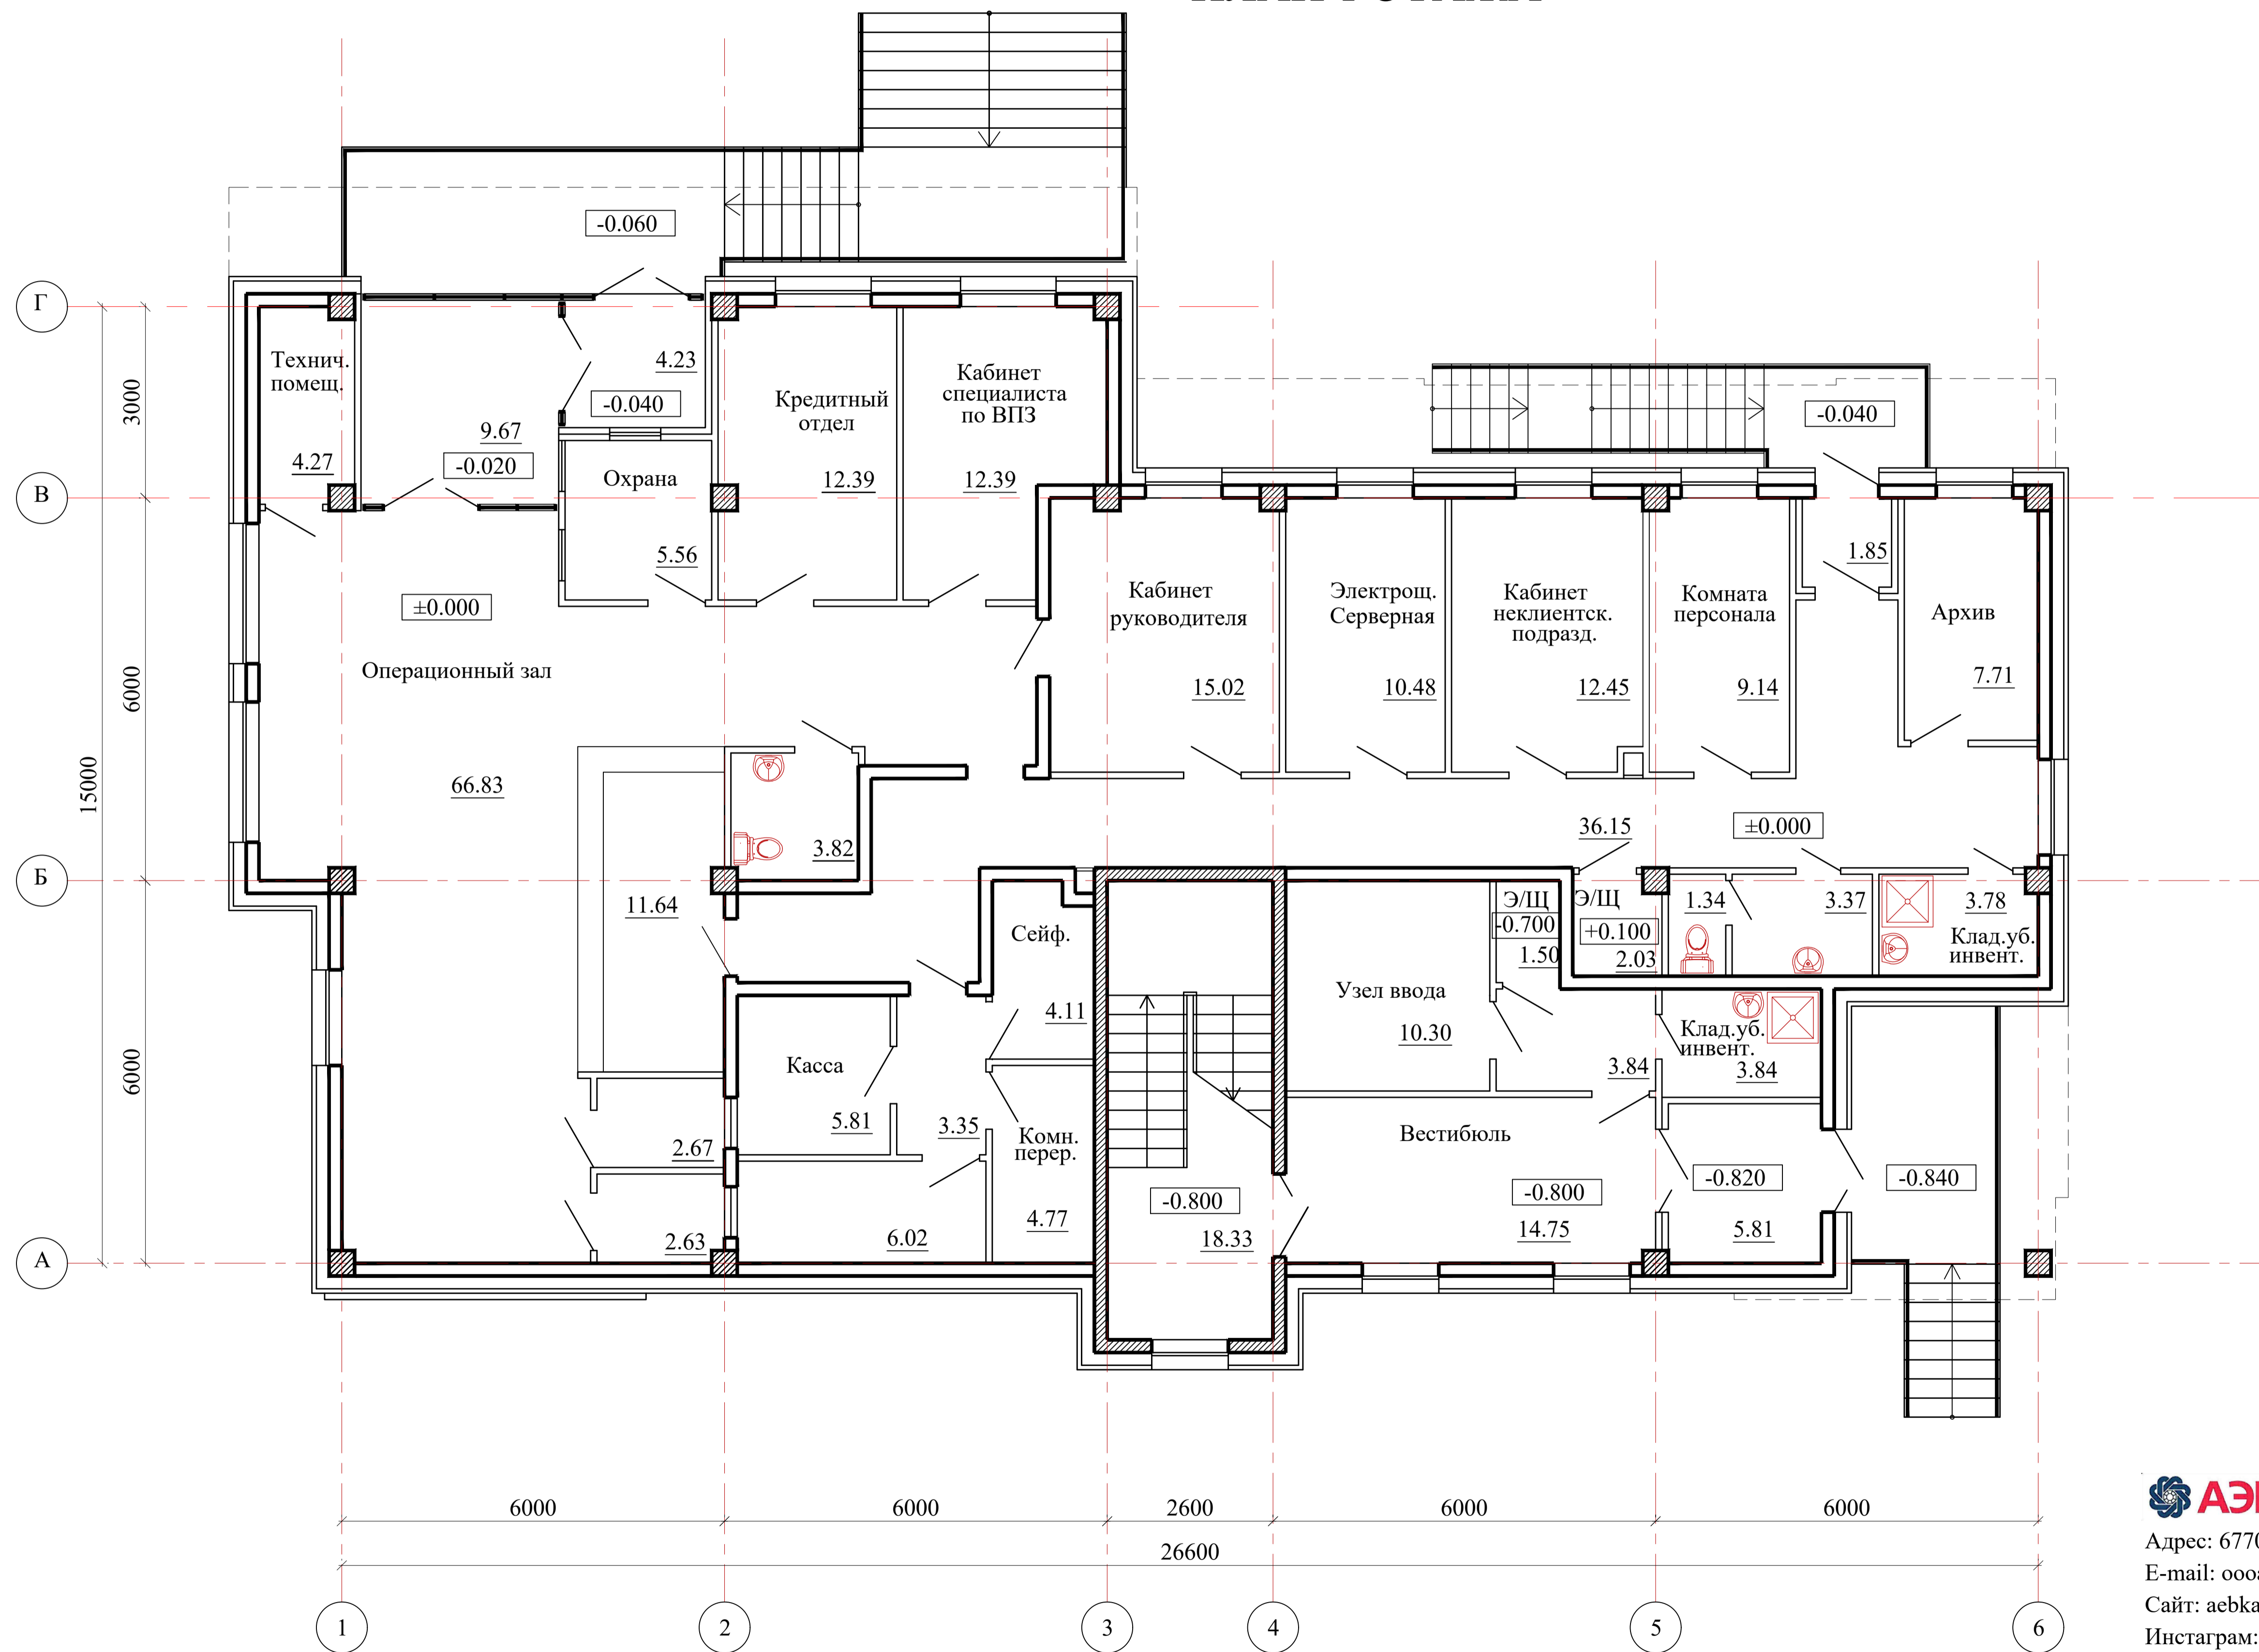 -0.060
Г
Технич.
помещ.
4.27
9.67
-0.020
4.23
-0.040
Кредитный
отдел
12.39
Кабинет
специалиста
по ВПЗ
12.39
3000
-0.040
В
Охрана
5.56
±0.000
Операционный зал
66.83
Кабинет
руководителя
15.02
Электрощ.
Серверная
10.48
Кабинет
неклиентск.
подразд.
12.45
Комната
персонала
9.14
1.85
Архив
7.71
6000
15000
3.82
36.15
±0.000
Б
11.64
Сейф.
4.11
Э/Щ
-0.700
1.50
Э/Щ
+0.100
2.03
1.34
3.37
3.78
Клад.уб.
инвент.
Узел ввода
10.30
Клад.уб.
инвент.
3.84
3.84
6000
Касса
5.81
3.35
Комн.
перер.
4.77
2.67
2.63
6.02
-0.800
18.33
Вестибюль
-0.800
14.75
-0.820
5.81
-0.840
А
6000
6000
2600
6000
6000
26600
1
2
3
4
5
6
Адрес:
E-mail:
Сайт:
Инстаграм: